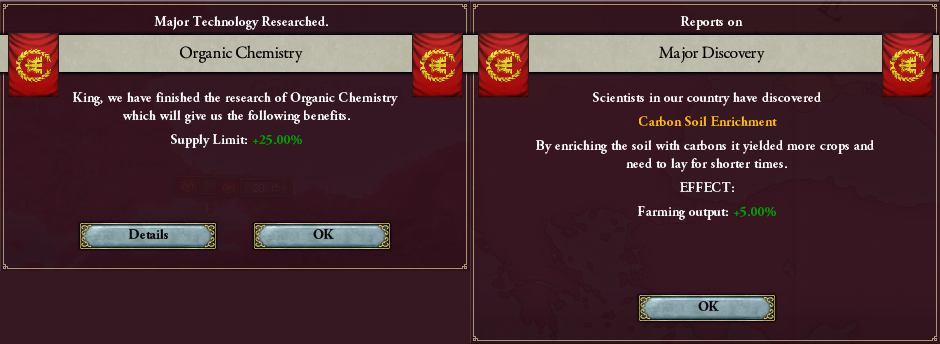 Major Technology Researched.
Organic Chemistry
King, we have finished the research of Organic Chemistry
which will give us the following benefits.
Supply Limit: +25.00%
Details
OK
Reports on
Major Discovery
Scientists in our country have discovered
Carbon Soil Enrichment
By enriching the soil with carbons it yielded more crops and
need to lay for shorter times.
EFFECT:
Farming output: +5.00%
OK